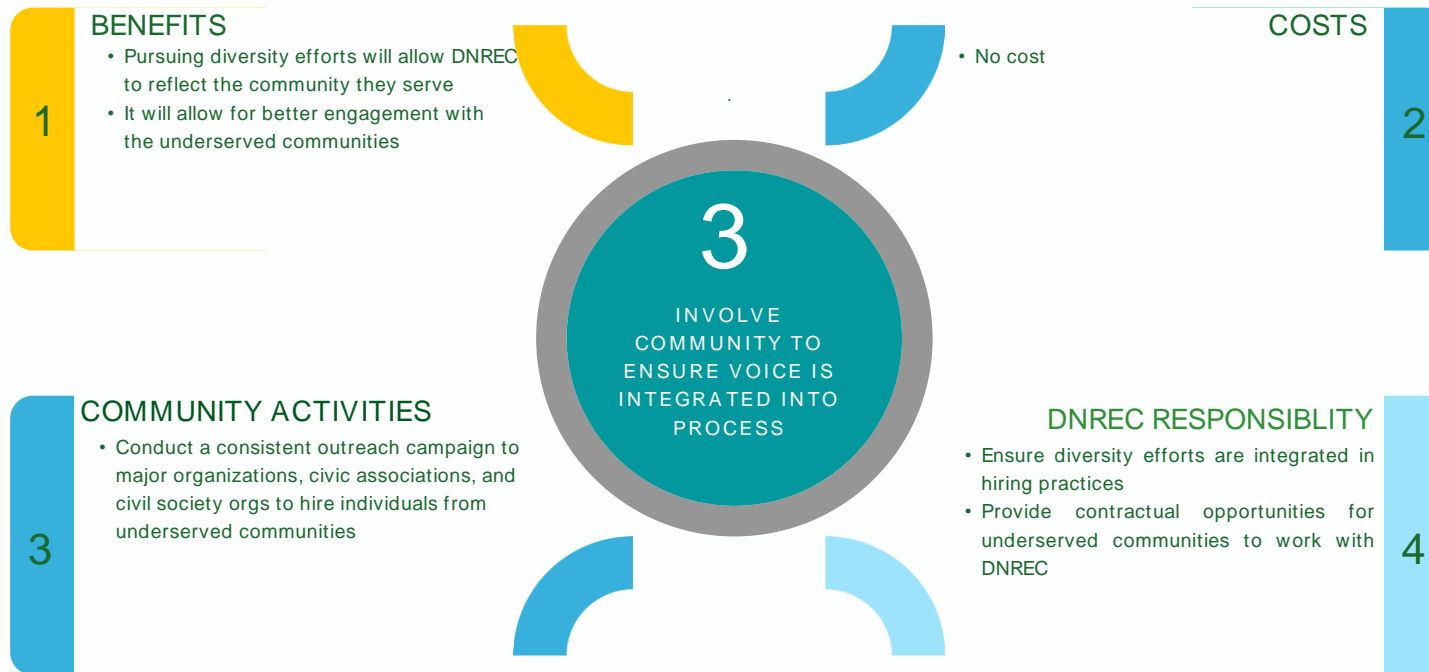 1
BENEFITS
• Pursuing diversity efforts will allow DNREC
to reflect the community they serve
• It will allow for better engagement with
the underserved communities
COSTS
• No cost
2
.
3
INVOLVE
COMMUNITY TO
ENSURE VOICE IS
INTEGRATED INTO
PROCESS
3
COMMUNITY ACTIVITIES
• Conduct a consistent outreach campaign to
major organizations, civic associations, and
civil society orgs to hire individuals from
underserved communities
DNREC RESPONSIBLITY
• Ensure diversity efforts are integrated in
hiring practices
• Provide contractual opportunities for
underserved communities to work with
DNREC
4